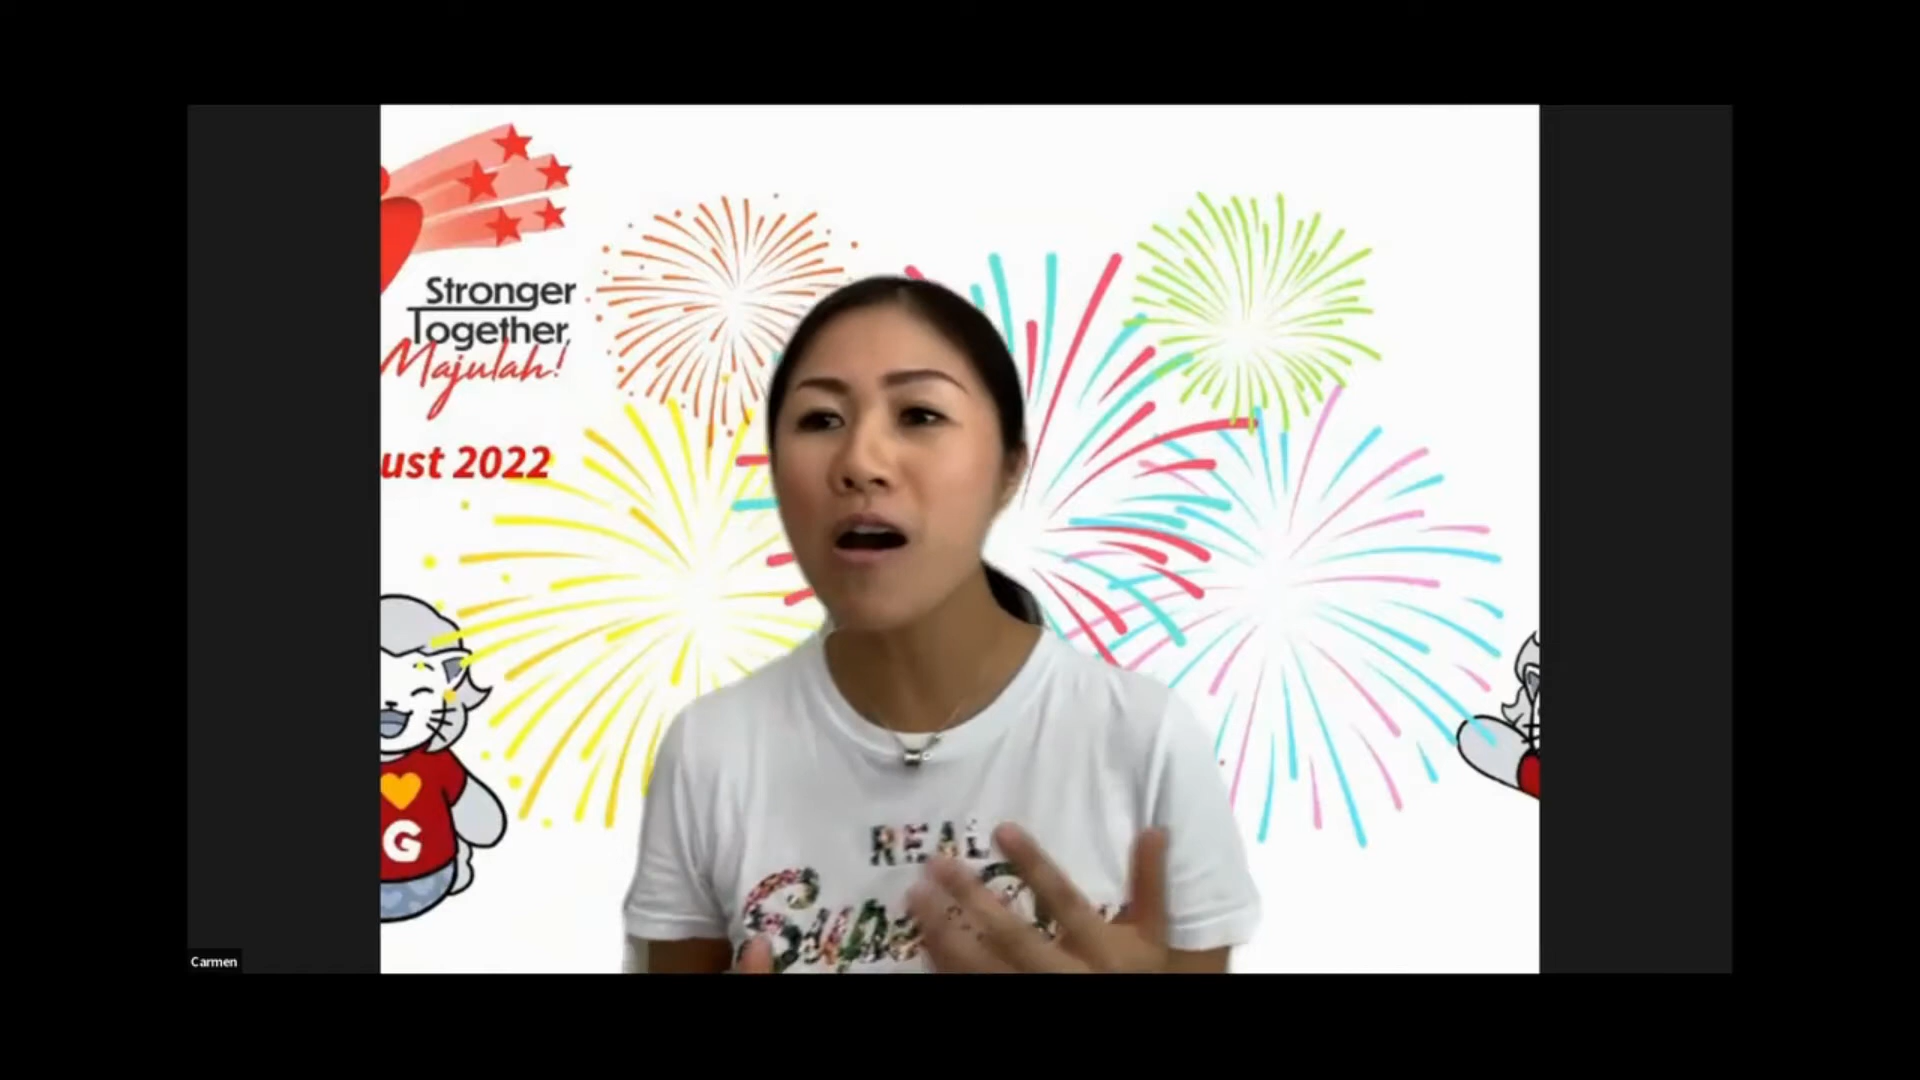 Stronger
Together,
Majulah!
ust 2022
G
REAL
Carmen